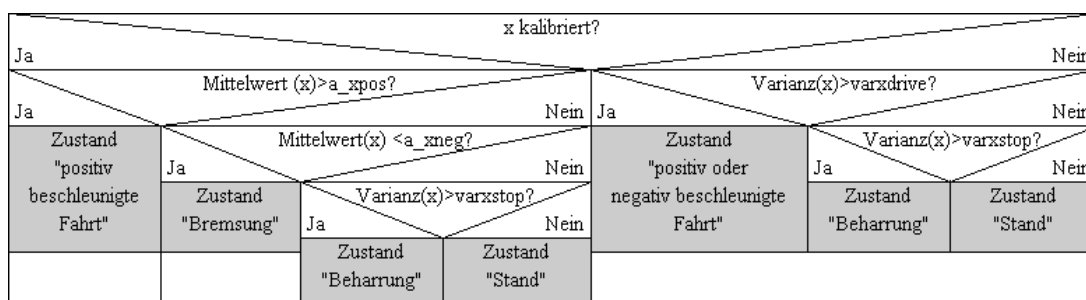 x kalibriert?
Ja
Nein
Mittelwert (x)>a_xpos?
Varianz(x)>varxdrive?
Ja
Nein
Ja
Nein
Zustand
"positiv
beschleunigte
Fahrt"
Mittelwert(x) <a_xneg?
Ja
Nein
Zustand
"positiv oder
negativ beschleunigte
Fahrt"
Varianz(x)>varxstop?
Ja
Nein
Zustand
"Bremsung"
Varianz(x)>varxstop?
Ja
Nein
Zustand
"Beharrung"
Zustand
"Stand"
Zustand
"Beharrung"
Zustand
"Stand"